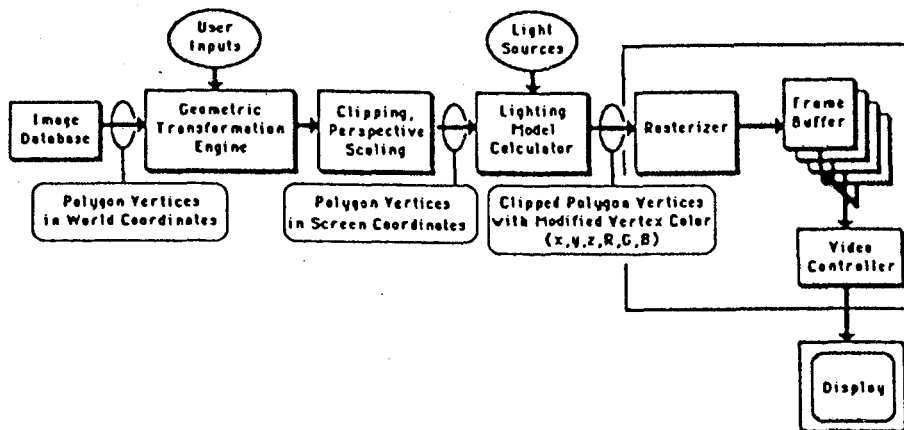 User
Inputs
Light
Sources
Image
Database
Geometric
Transformation
Engine
Clipping,
Perspective
Scaling
Lighting
Model
Calculator
Rasterizer
Frame
Buffer
Polygon Vertices
in World Coordinates
Polygon Vertices
in Screen Coordinates
Clipped Polygon Vertices
with Modified Vertex Color
(x,y,z,R,G,B)
Video
Controller
Display